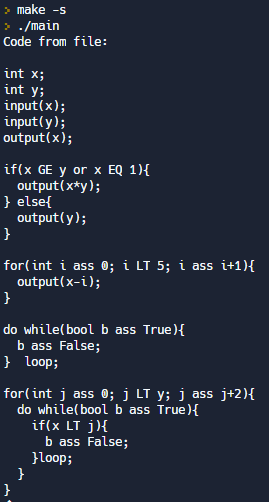 > make -s
> ./main
Code from file:

int x;
int y;
input(x);
input(y);
output(x);

if(x GE y or x EQ 1){
  output(x*y);
} else{
  output(y);
}

for(int i ass 0; i LT 5; i ass i+1){
  output(x-i);
}

do while(bool b ass True){
  b ass False;
}  loop;

for(int j ass 0; j LT y; j ass j+2){
  do while(bool b ass True){
    if(x LT j){
      b ass False;
    }loop;
  }
}